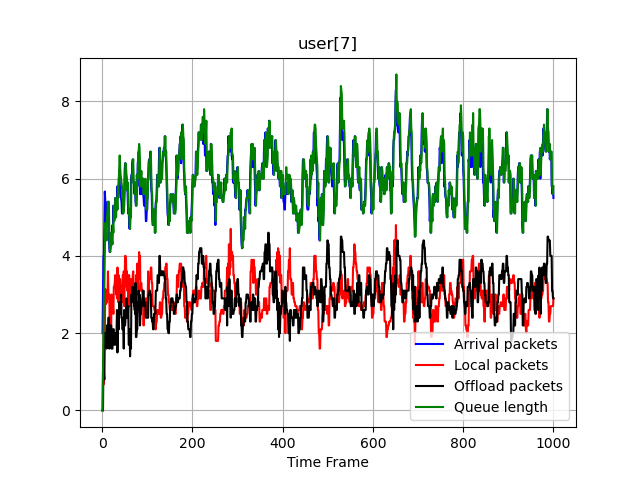 user[7]
8
6
4
2
0
0 200 400 600 800 1000
Time Frame
Arrival packets
Local packets
Offload packets
Queue length